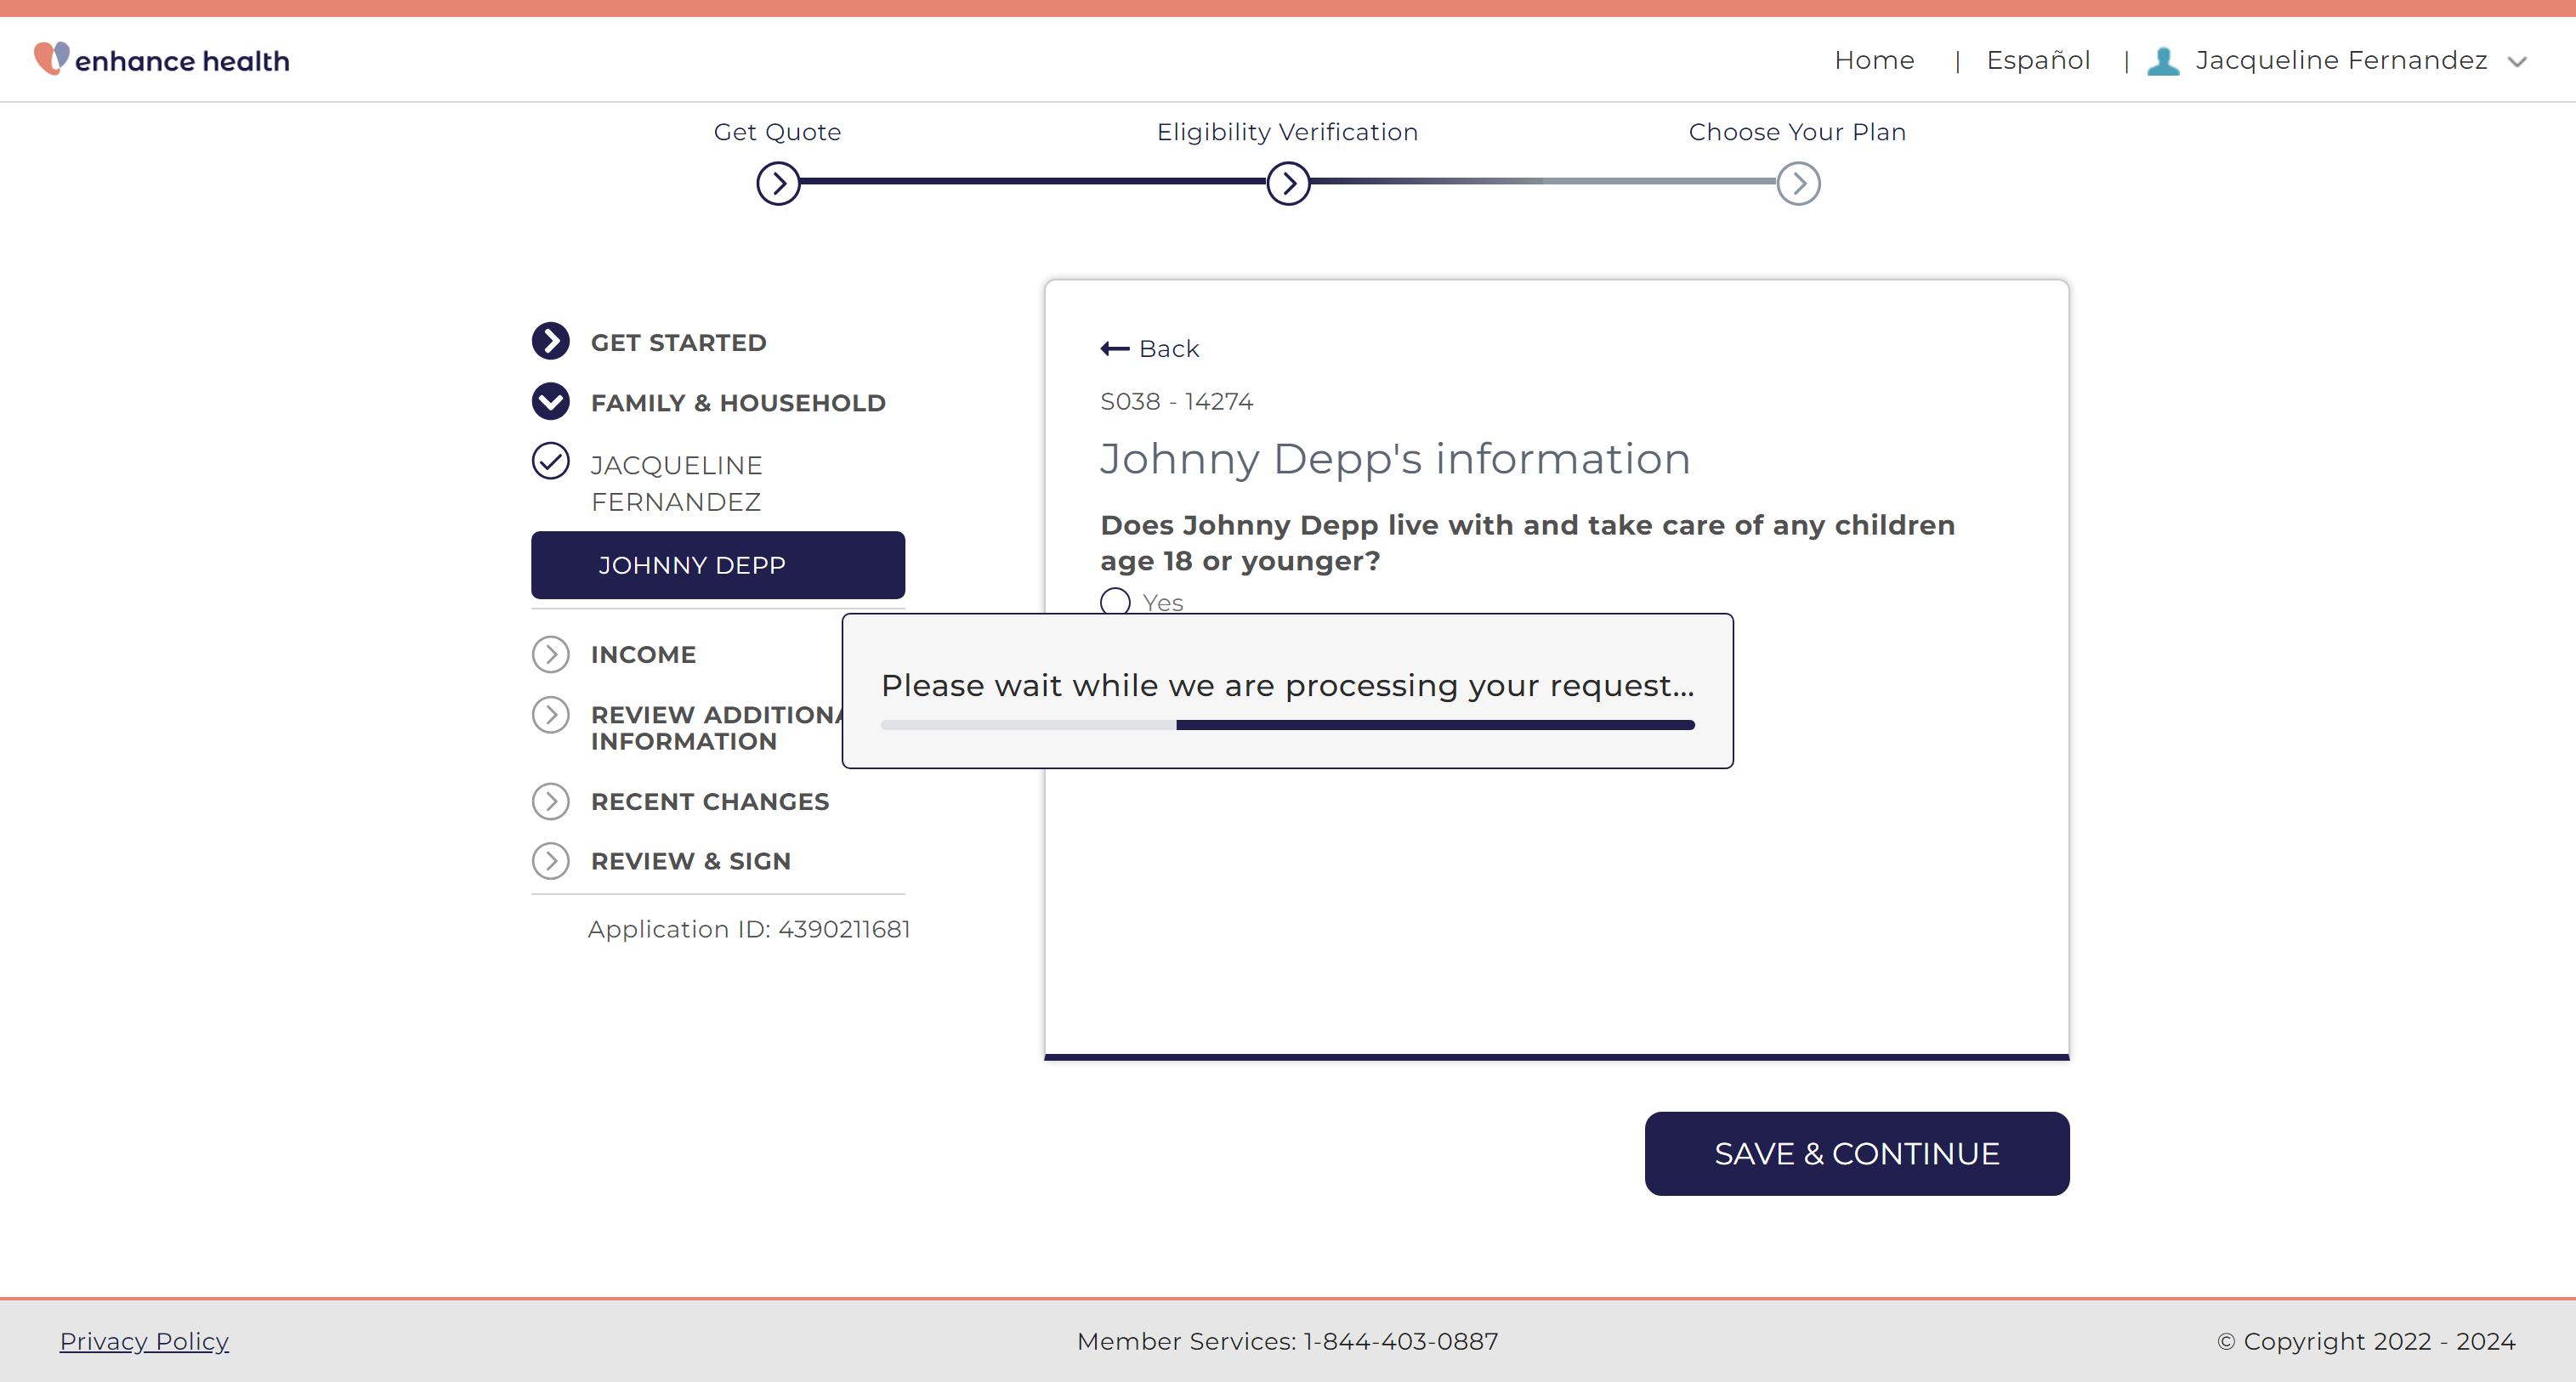 enhance health
Home | Español | Jacqueline Fernandez
Get Quote
Eligibility Verification
Choose Your Plan
GET STARTED
FAMILY & HOUSEHOLD
JACQUELINE
FERNANDEZ
JOHNNY DEPP
INCOME
REVIEW ADDITIONA
INFORMATION
RECENT CHANGES
REVIEW & SIGN
Application ID: 4390211681
Back
S038 - 14274
Johnny Depp's information
Does Johnny Depp live with and take care of any children
age 18 or younger?
Yes
Please wait while we are processing your request...
SAVE & CONTINUE
Privacy Policy
Member Services: 1-844-403-0887
© Copyright 2022 - 2024